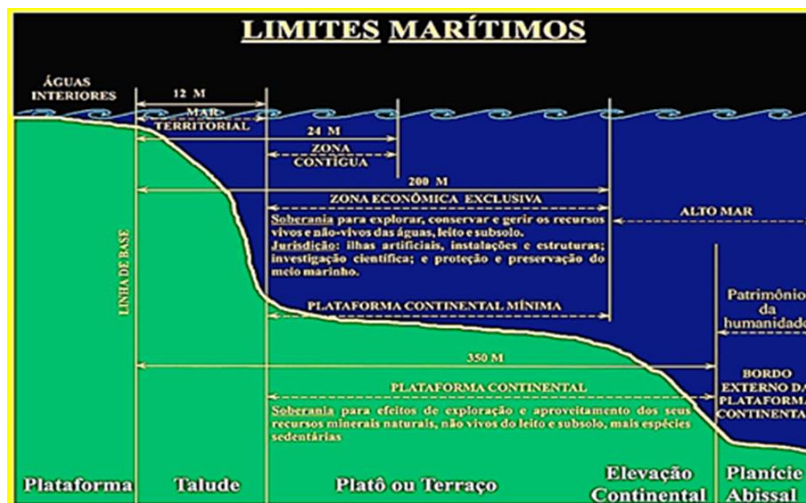 LIMITES MARÍTIMOS
ÁGUAS
INTERIORES
12 M
MAR
TERRITORIAL
24 M
ZONA
CONTÍGUA
200 M
ZONA ECONÔMICA EXCLUSIVA
Soberania para explorar, conservar e gerir os recursos
vivos e não-vivos das águas, leito e subsolo.
Jurisdição: ilhas artificiais, instalações e estruturas;
investigação científica; e proteção e preservação do
meio marinho.
ALTO MAR
LINHA DE BASE
PLATAFORMA CONTINENTAL MÍNIMA
Patrimônio
da
humanidade
350 M
PLATAFORMA CONTINENTAL
Soberania para efeitos de exploração e aproveitamento dos seus
recursos minerais naturais, não vivos do leito e subsolo, mais espécies
sedentárias
BORDO
EXTERNO DA
PLATAFORMA
CONTINENTAL
Plataforma
Talude
Platô ou Terraço
Elevação
Continental
Planície
Abissal